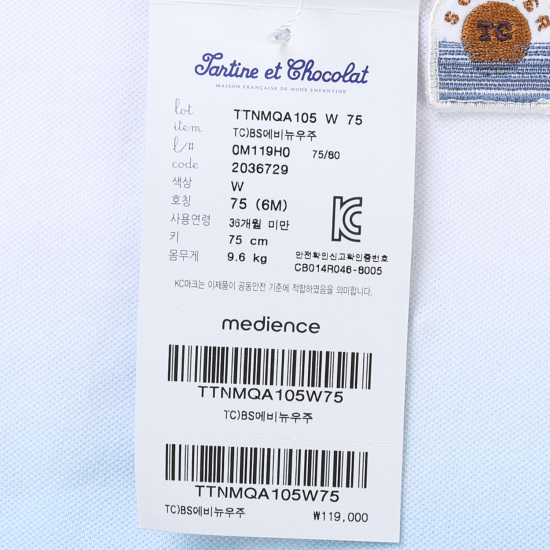 Tartine et Chocolat
MAISON FRANÇAISE DE MODE ENFANTINE
lot TTNMQA105 W 75
item TC)BS에비뉴우주
l/# 0M119H0 75/80
code 2036729
색상 W
호칭 75 (6M)
사용연령 36개월 미만
키 75 cm
몸무게 9.6 kg
안전확인신고확인증번호
CB014R046-8005
KC마크는 이제품이 공통안전 기준에 적합하였음을 의미합니다.
medience
TTNMQA105W75
TC)BS에비뉴우주
TTNMQA105W75
TC)BS에비뉴우주 ₩119,000
TC